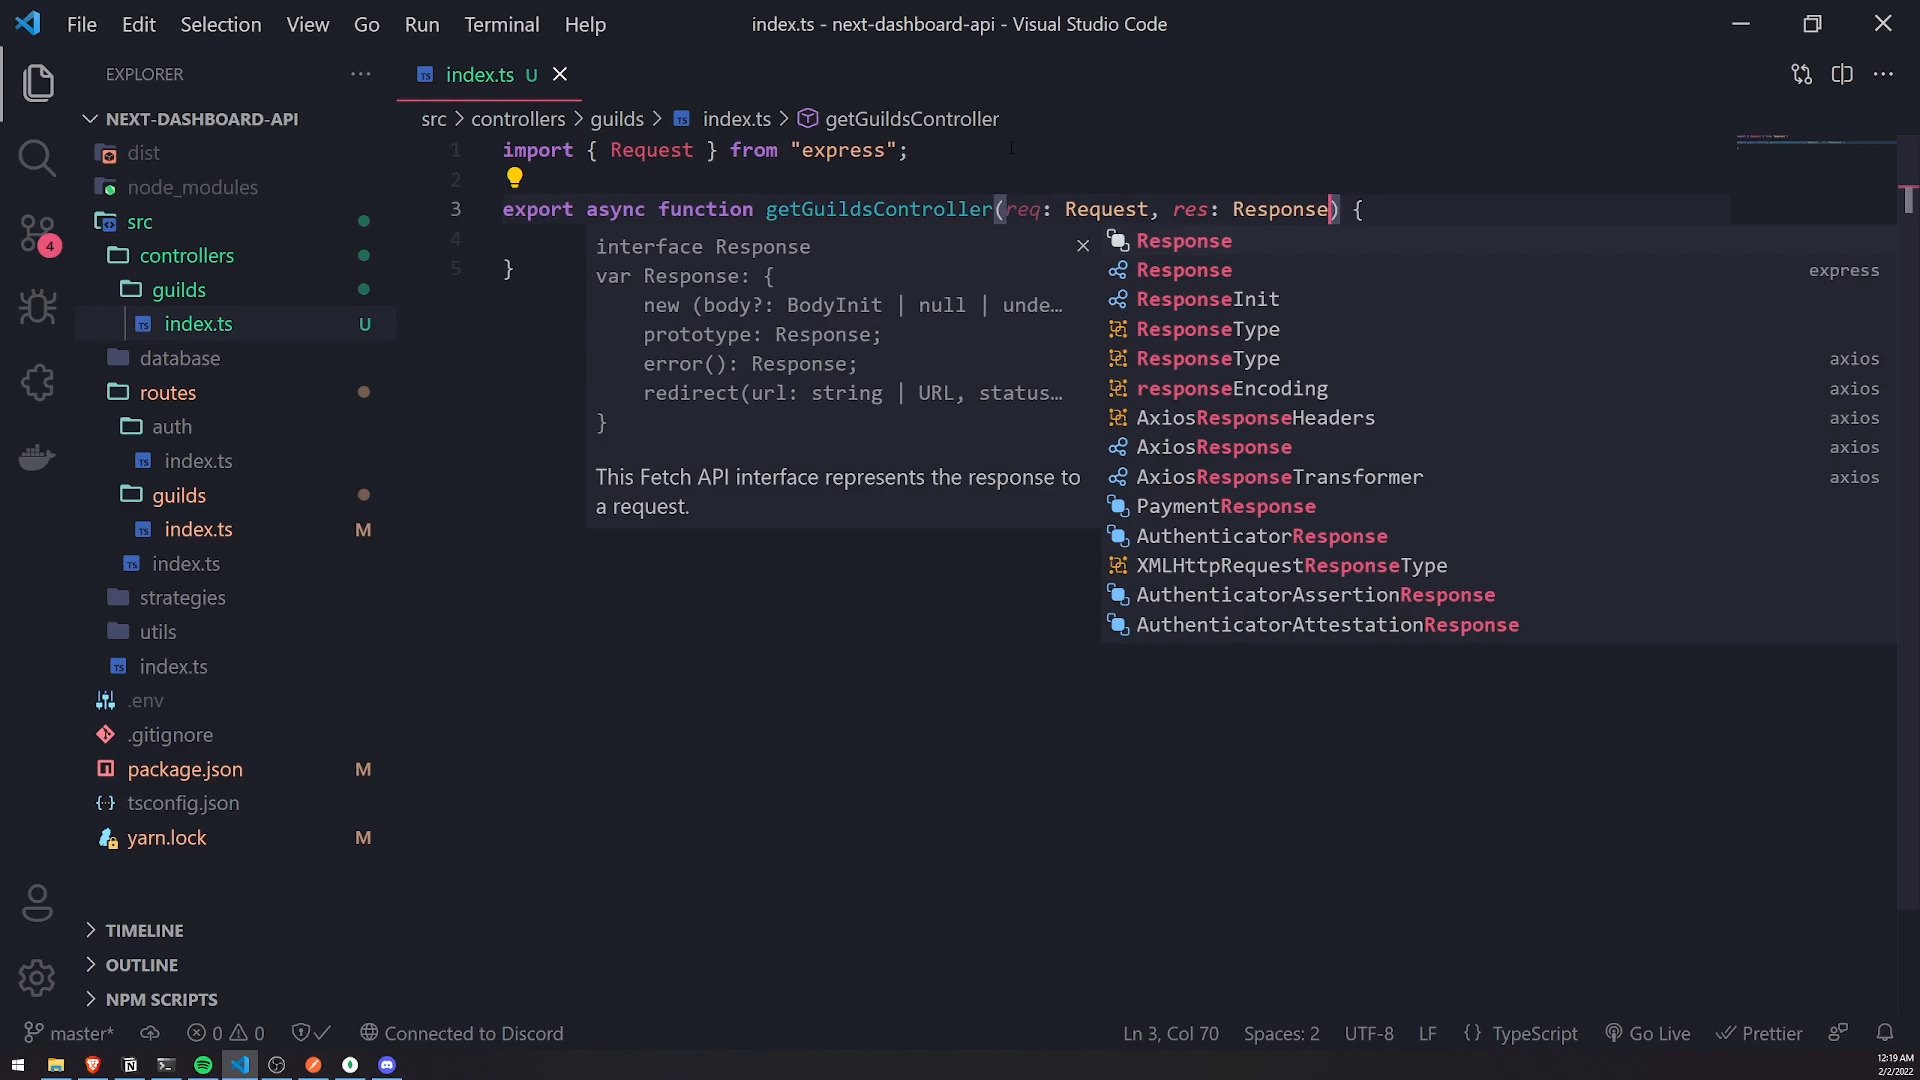 File Edit Selection View Go Run Terminal Help
index.ts - next-dashboard-api - Visual Studio Code
EXPLORER
index.ts U
NEXT-DASHBOARD-API
src > controllers > guilds > index.ts > getGuildsController
dist
node_modules
src
controllers
guilds
index.ts U
database
routes
auth
index.ts
guilds
index.ts M
index.ts
strategies
utils
index.ts
.env
.gitignore
package.json M
tsconfig.json
yarn.lock M
TIMELINE
OUTLINE
NPM SCRIPTS
1 import { Request } from "express";
2
3 export async function getGuildsController(req: Request, res: Response) {
4
5 }
interface Response
var Response: {
new (body?: BodyInit | null | unde…
prototype: Response;
error(): Response;
redirect(url: string | URL, status…
}
This Fetch API interface represents the response to
a request.
Response
Response express
ResponseInit
ResponseType
ResponseType axios
responseEncoding axios
AxiosResponseHeaders axios
AxiosResponse axios
AxiosResponseTransformer axios
PaymentResponse
AuthenticatorResponse
XMLHttpRequestResponseType
AuthenticatorAssertionResponse
AuthenticatorAttestationResponse
4
master* 0 0 Connected to Discord
Ln 3, Col 70 Spaces: 2 UTF-8 LF {} TypeScript Go Live Prettier
12:19 AM
2/2/2022